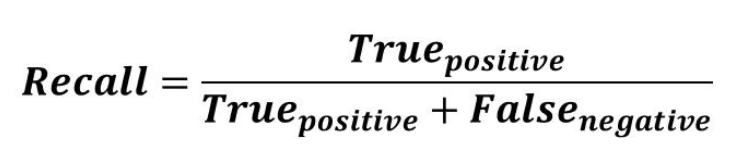 Recall = True_positive / (True_positive + False_negative)